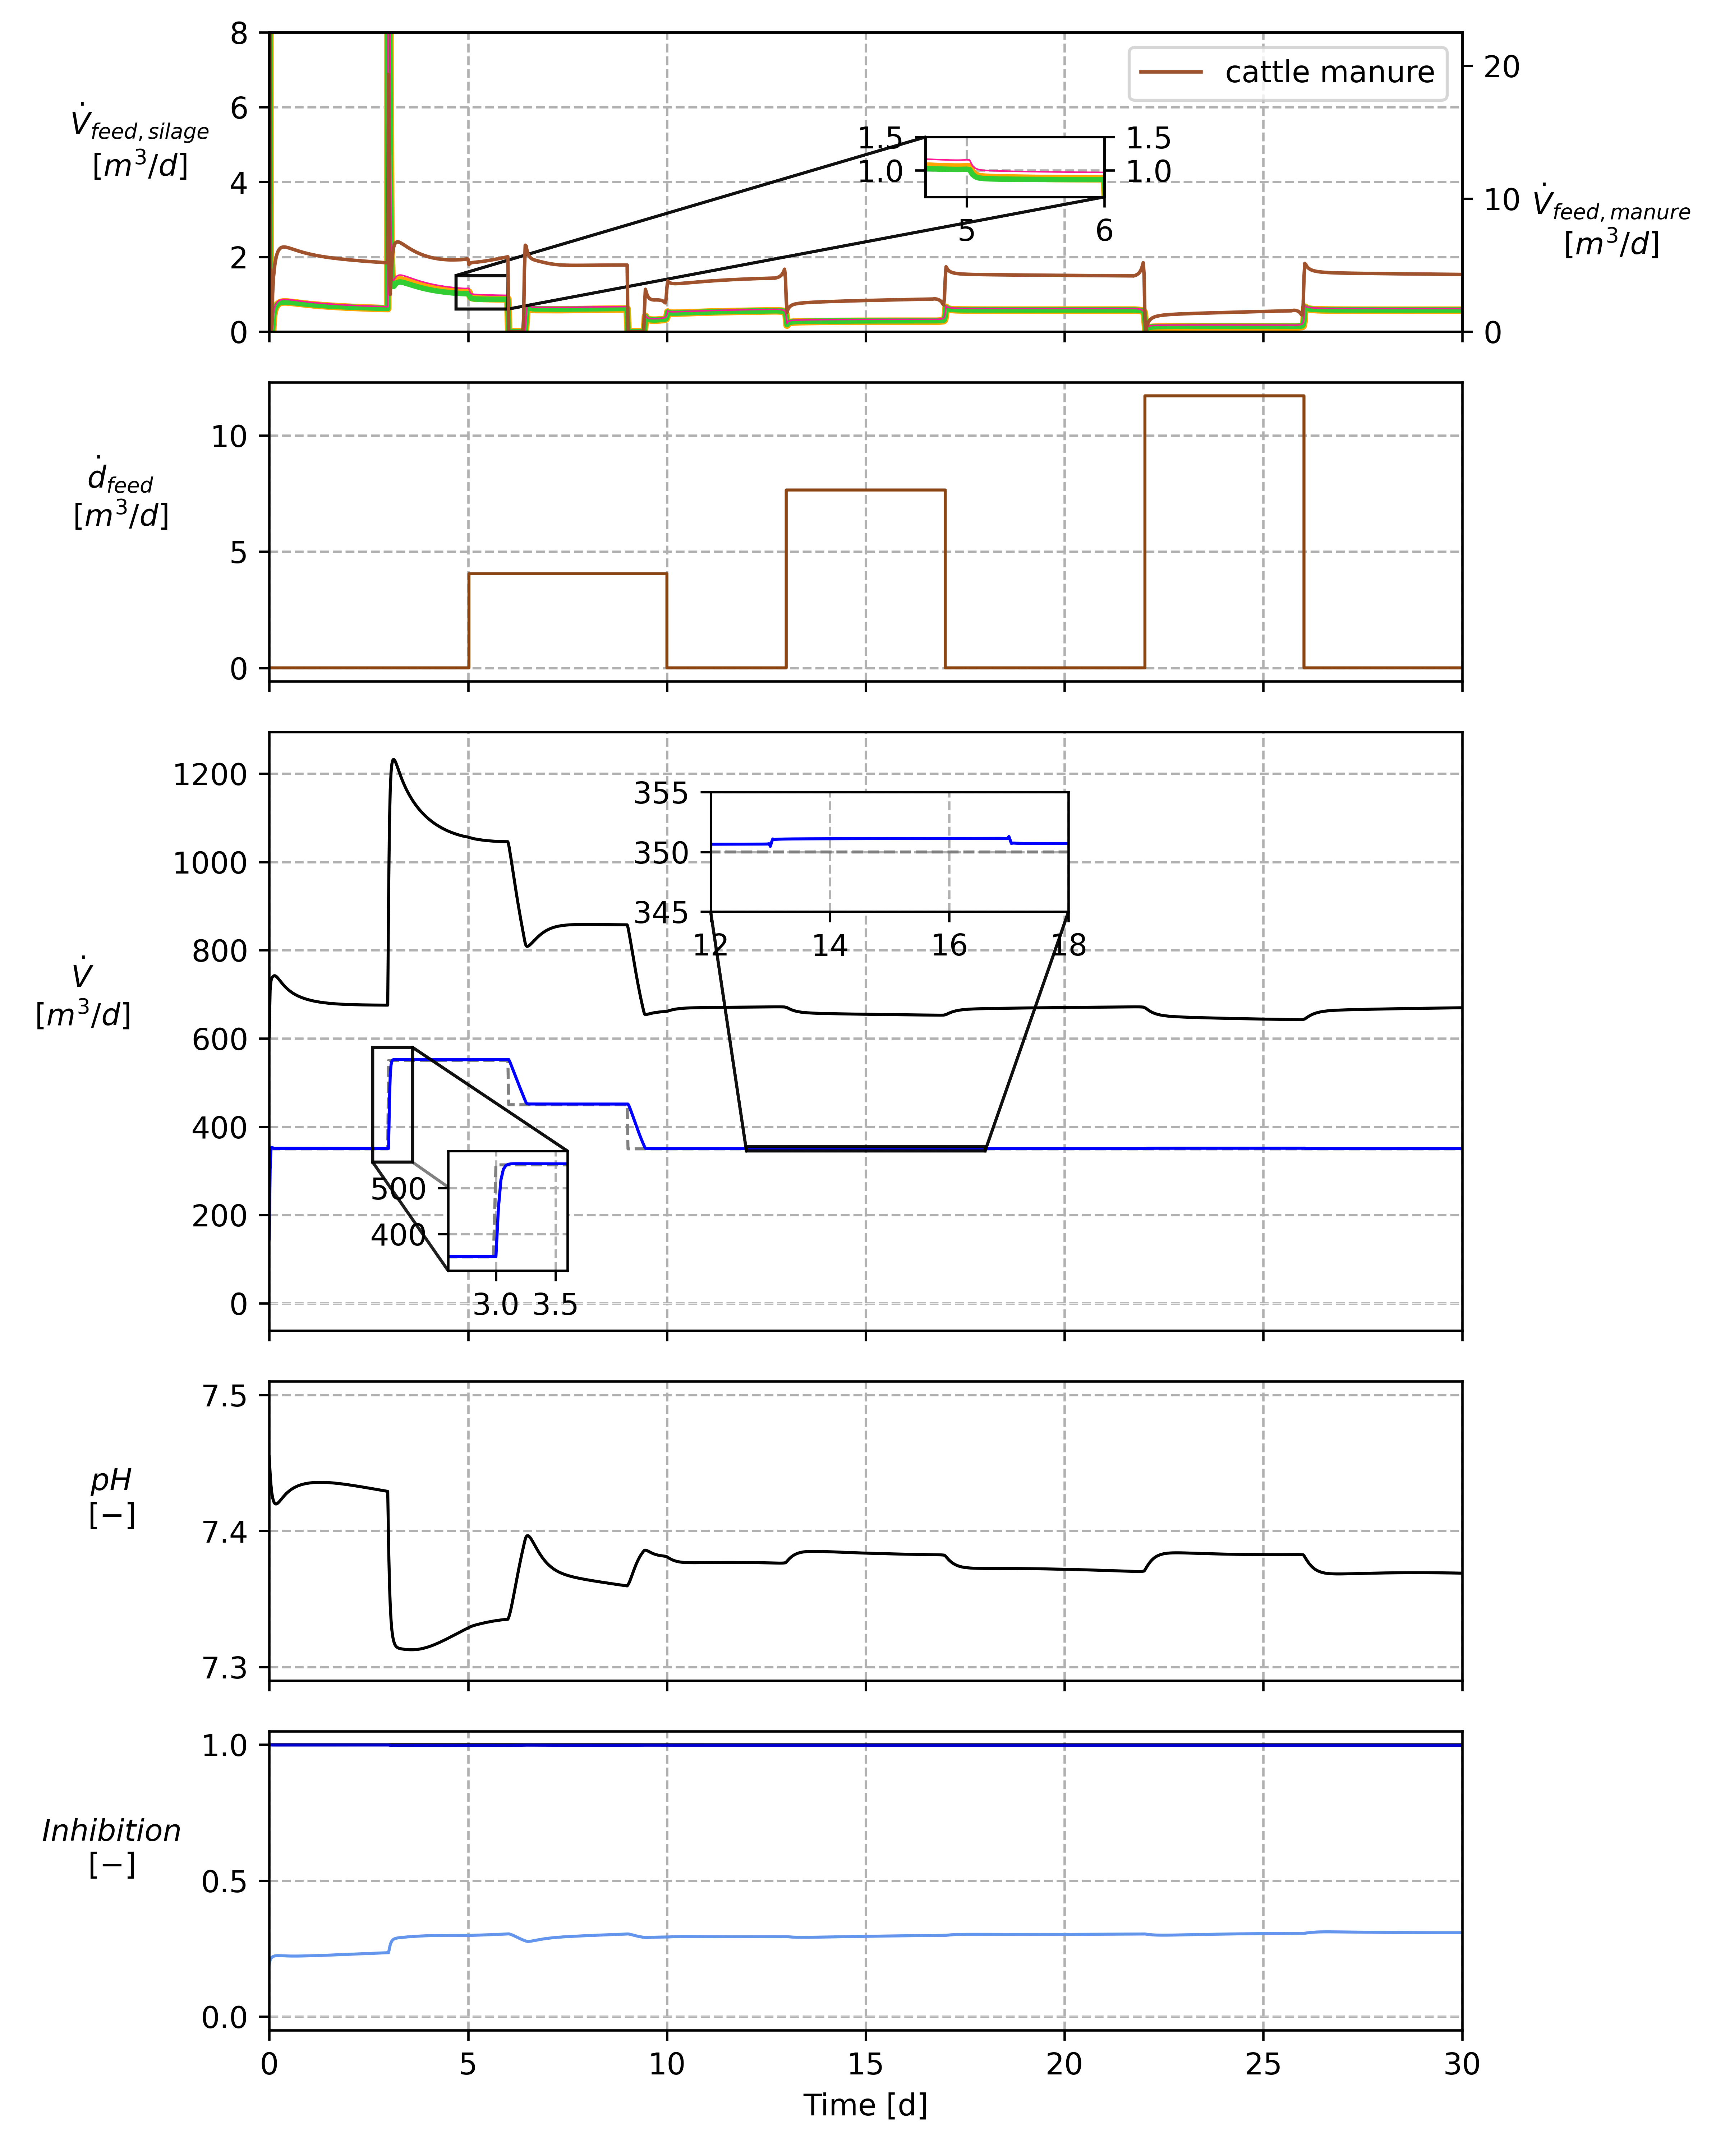 8
6
4
2
0
V̇feed, silage
[m³/d]
cattle manure
1.5
1.0
1.5
1.0
5
6
20
10
0
V̇feed, manure
[m³/d]
10
5
0
ḋfeed
[m³/d]
1200
1000
800
600
400
200
0
V̇
[m³/d]
355
350
345
12 14 16 18
500
400
3.0 3.5
7.5
7.4
7.3
pH
[−]
1.0
0.5
0.0
Inhibition
[−]
0 5 10 15 20 25 30
Time [d]